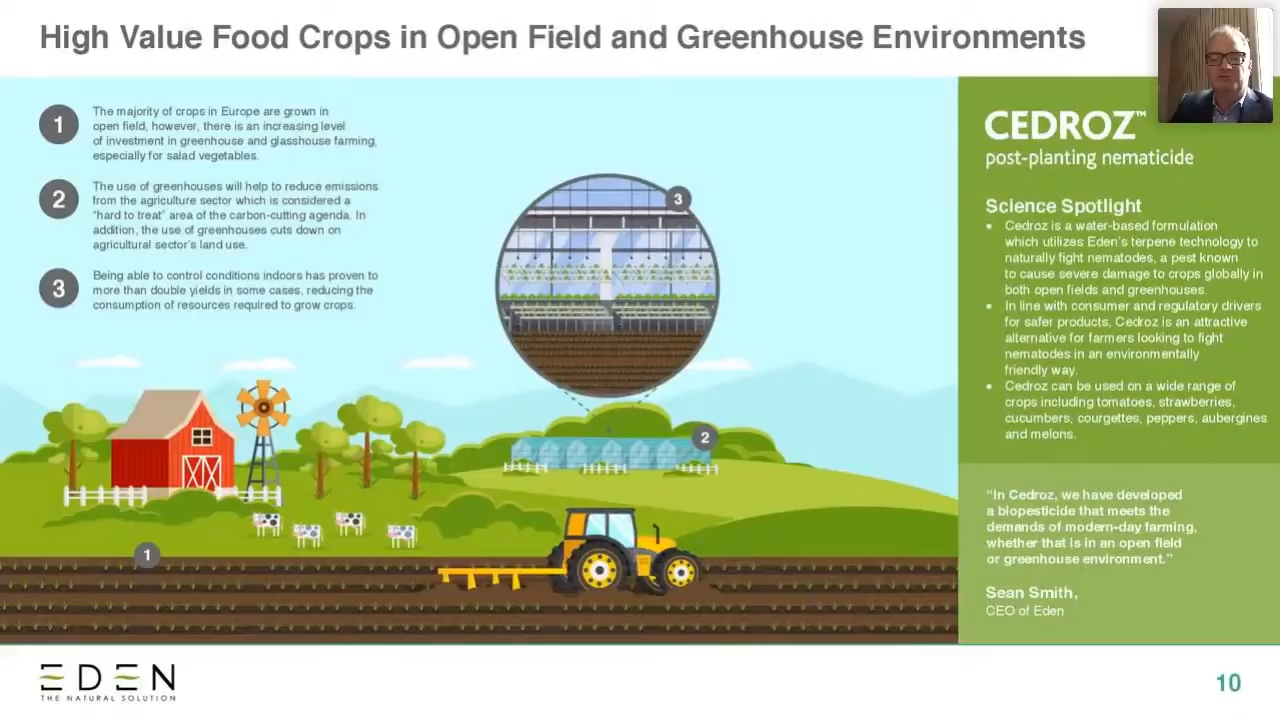 High Value Food Crops in Open Field and Greenhouse Environments
1
The majority of crops in Europe are grown in
open field, however, there is an increasing level
of investment in greenhouse and glasshouse farming,
especially for salad vegetables.
2
The use of greenhouses will help to reduce emissions
from the agriculture sector which is considered a
“hard to treat” area of the carbon-cutting agenda. In
addition, the use of greenhouses cuts down on
agricultural sector’s land use.
3
Being able to control conditions indoors has proven to
more than double yields in some cases, reducing the
consumption of resources required to grow crops.
3
2
1
CEDROZ™
post-planting nematicide
Science Spotlight
• Cedroz is a water-based formulation
which utilizes Eden’s terpene technology to
naturally fight nematodes, a pest known
to cause severe damage to crops globally in
both open fields and greenhouses.
• In line with consumer and regulatory drivers
for safer products, Cedroz is an attractive
alternative for farmers looking to fight
nematodes in an environmentally
friendly way.
• Cedroz can be used on a wide range of
crops including tomatoes, strawberries,
cucumbers, courgettes, peppers, aubergines
and melons.
“In Cedroz, we have developed
a biopesticide that meets the
demands of modern-day farming,
whether that is in an open field
or greenhouse environment.”
Sean Smith,
CEO of Eden
EDEN
THE NATURAL SOLUTION
10